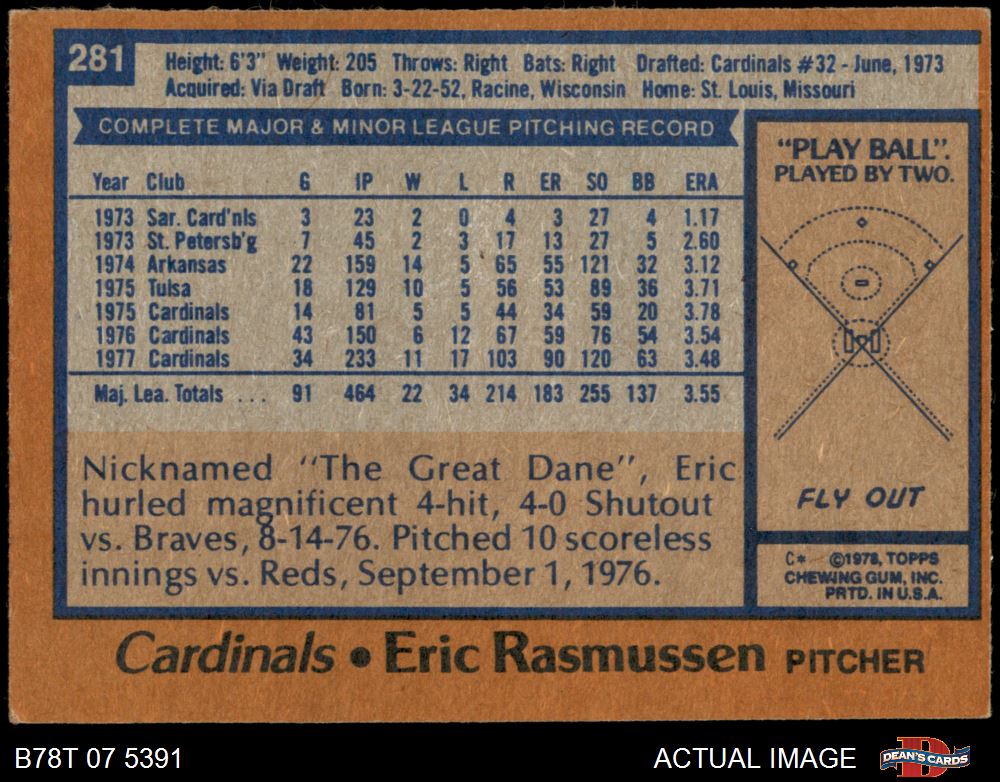 281
Height: 6'3" Weight: 205 Throws: Right Bats: Right Drafted: Cardinals #32 - June, 1973
Acquired: Via Draft Born: 3-22-52, Racine, Wisconsin Home: St. Louis, Missouri
COMPLETE MAJOR & MINOR LEAGUE PITCHING RECORD
Year Club G IP W L R ER SO BB ERA
1973 Sar. Card'nls 3 23 2 0 4 3 27 4 1.17
1973 St. Petersb'g 7 45 2 3 17 13 27 5 2.60
1974 Arkansas 22 159 14 5 65 55 121 32 3.12
1975 Tulsa 18 129 10 5 56 53 89 36 3.71
1975 Cardinals 14 81 5 5 44 34 59 20 3.78
1976 Cardinals 43 150 6 12 67 59 76 54 3.54
1977 Cardinals 34 233 11 17 103 90 120 63 3.48
Maj. Lea. Totals ... 91 464 22 34 214 183 255 137 3.55
Nicknamed "The Great Dane", Eric
hurled magnificent 4-hit, 4-0 Shutout
vs. Braves, 8-14-76. Pitched 10 scoreless
innings vs. Reds, September 1, 1976.
"PLAY BALL".
PLAYED BY TWO.
FLY OUT
C* ©1978, TOPPS
CHEWING GUM, INC.
PRTD. IN U.S.A.
Cardinals • Eric Rasmussen PITCHER
B78T 07 5391 ACTUAL IMAGE DEAN'S CARDS